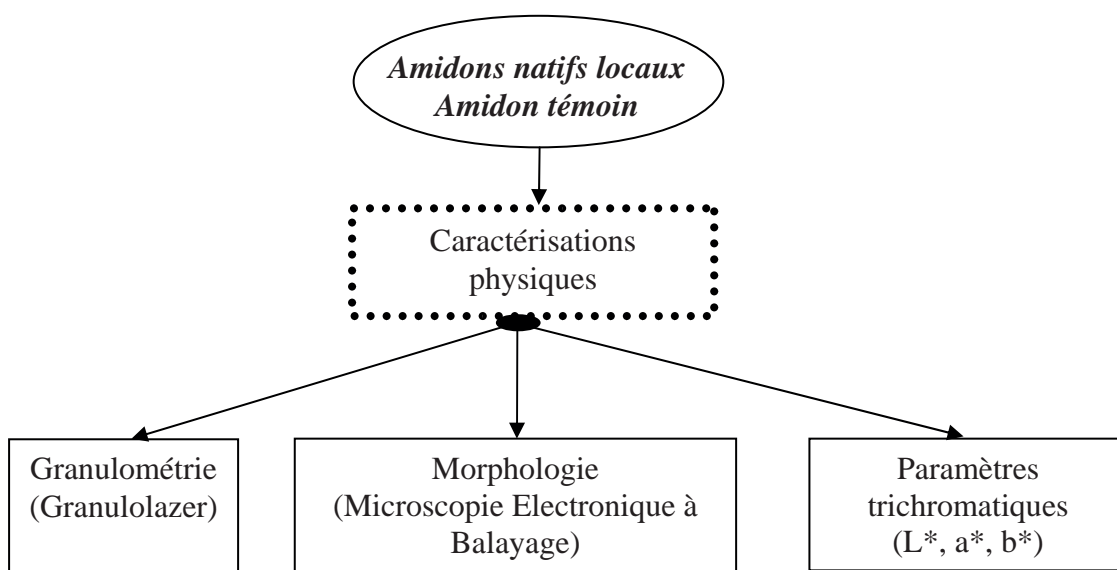 Amidons natifs locaux
Amidon témoin
Caractérisations
physiques
Granulométrie
(Granulolazer)
Morphologie
(Microscopie Electronique à
Balayage)
Paramètres
trichromatiques
(L*, a*, b*)